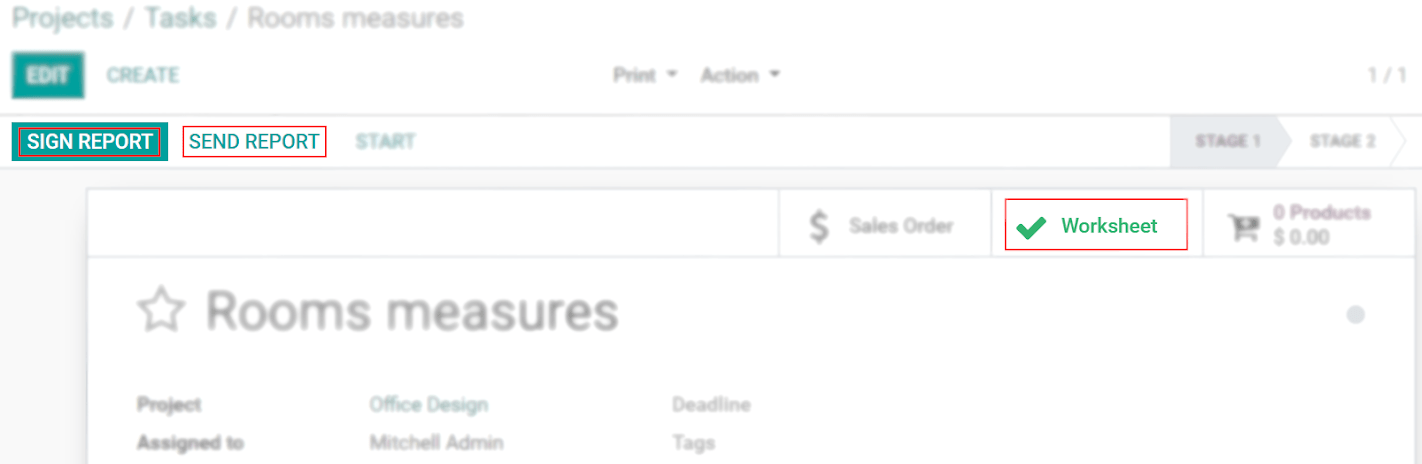 Projects / Tasks / Rooms measures
EDIT CREATE Print Action 1 / 1
SIGN REPORT SEND REPORT START STAGE 1 STAGE 2
$ Sales Order Worksheet 0 Products
$ 0.00
Rooms measures
Project Office Design Deadline
Assigned to Mitchell Admin Tags